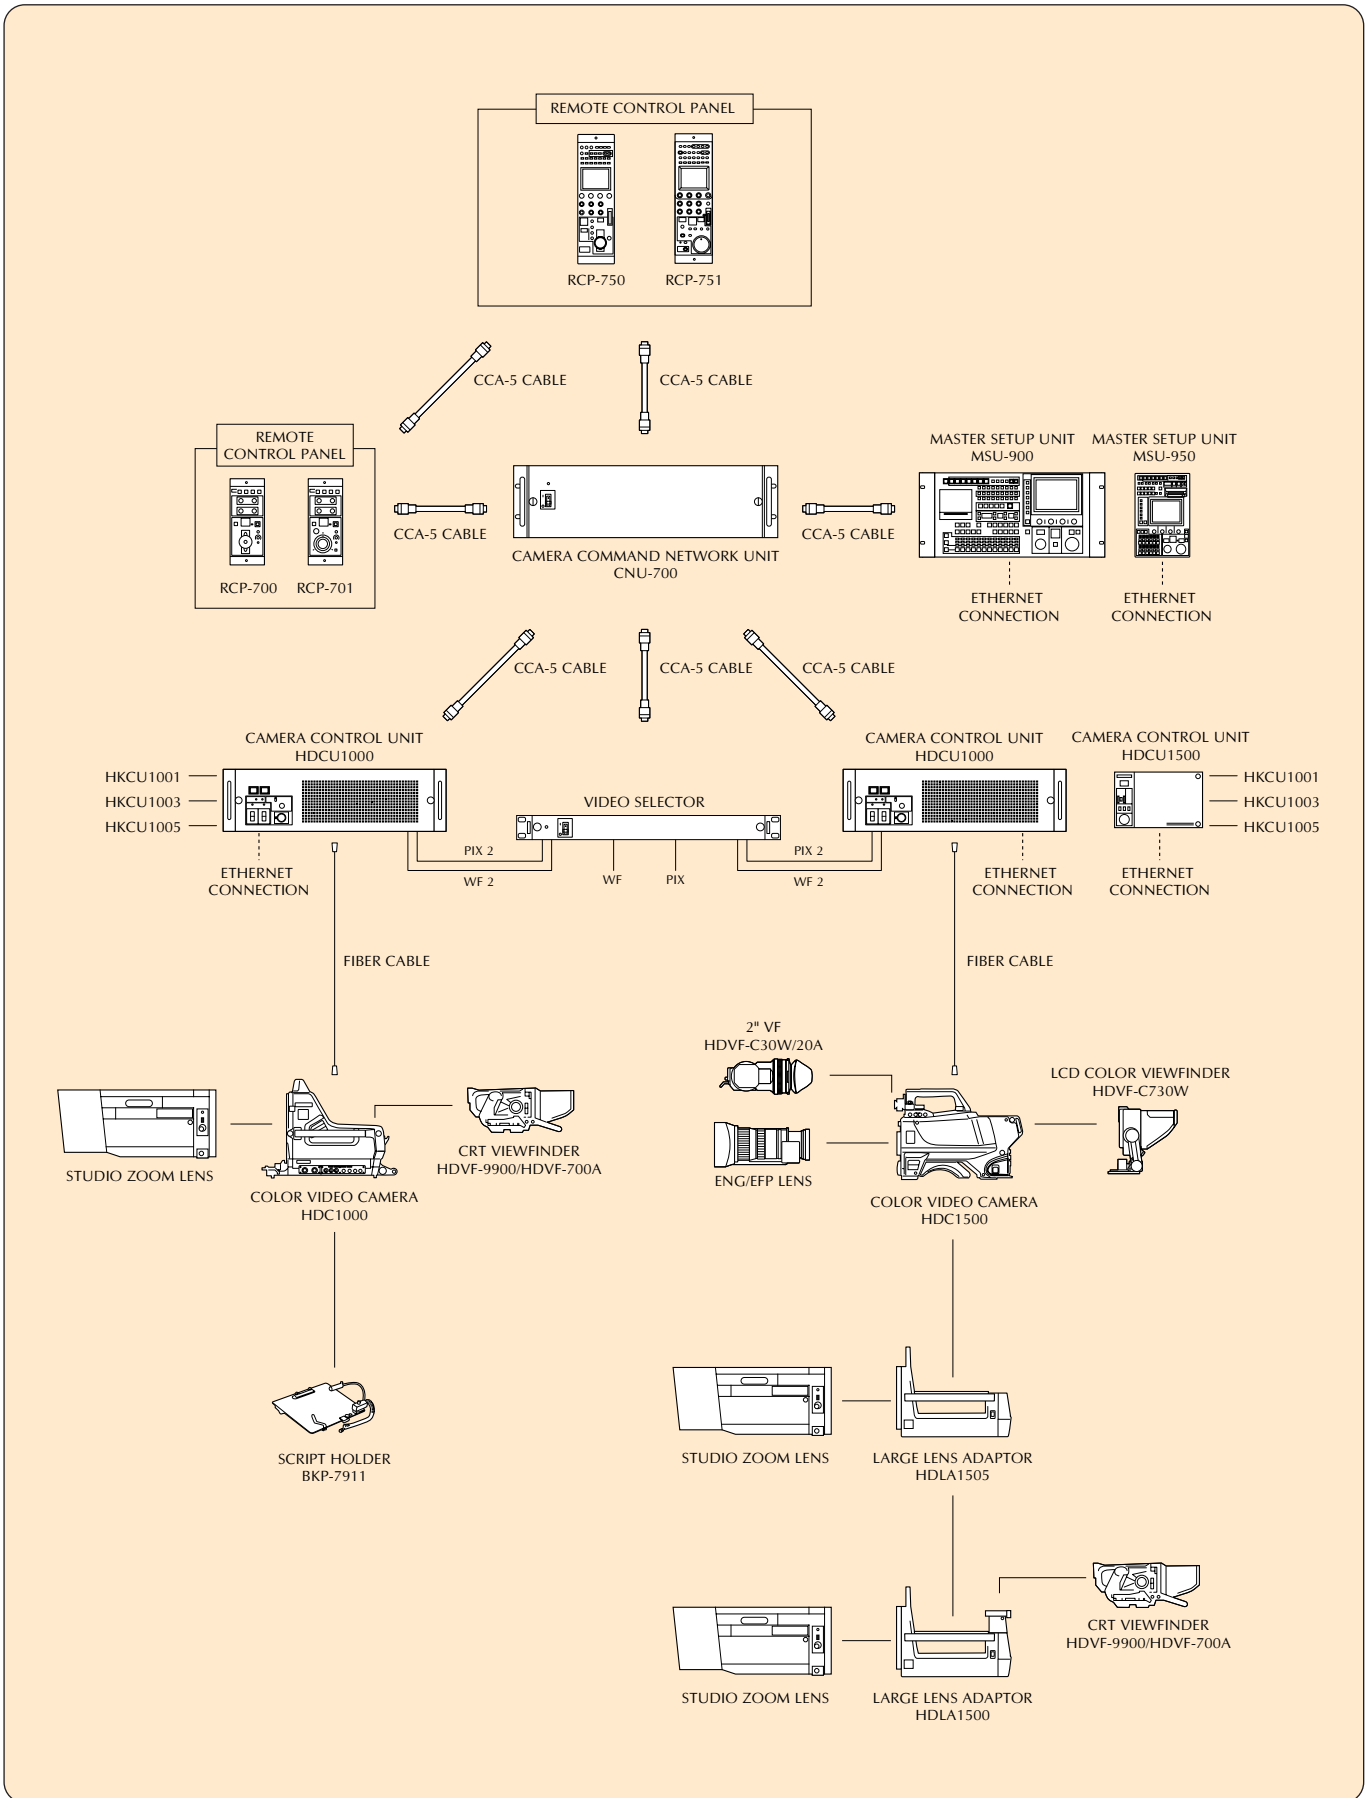 REMOTE CONTROL PANEL
RCP-750
RCP-751
CCA-5 CABLE
CCA-5 CABLE
REMOTE
CONTROL PANEL
RCP-700
RCP-701
CCA-5 CABLE
CAMERA COMMAND NETWORK UNIT
CNU-700
CCA-5 CABLE
MASTER SETUP UNIT
MSU-900
MASTER SETUP UNIT
MSU-950
ETHERNET
CONNECTION
ETHERNET
CONNECTION
CCA-5 CABLE
CCA-5 CABLE
CCA-5 CABLE
CAMERA CONTROL UNIT
HDCU1000
HKCU1001
HKCU1003
HKCU1005
ETHERNET
CONNECTION
VIDEO SELECTOR
PIX 2
WF 2
WF
PIX
PIX 2
WF 2
CAMERA CONTROL UNIT
HDCU1000
ETHERNET
CONNECTION
CAMERA CONTROL UNIT
HDCU1500
HKCU1001
HKCU1003
HKCU1005
ETHERNET
CONNECTION
FIBER CABLE
FIBER CABLE
STUDIO ZOOM LENS
COLOR VIDEO CAMERA
HDC1000
CRT VIEWFINDER
HDVF-9900/HDVF-700A
2" VF
HDVF-C30W/20A
ENG/EFP LENS
COLOR VIDEO CAMERA
HDC1500
LCD COLOR VIEWFINDER
HDVF-C730W
SCRIPT HOLDER
BKP-7911
STUDIO ZOOM LENS
LARGE LENS ADAPTOR
HDLA1505
STUDIO ZOOM LENS
LARGE LENS ADAPTOR
HDLA1500
CRT VIEWFINDER
HDVF-9900/HDVF-700A